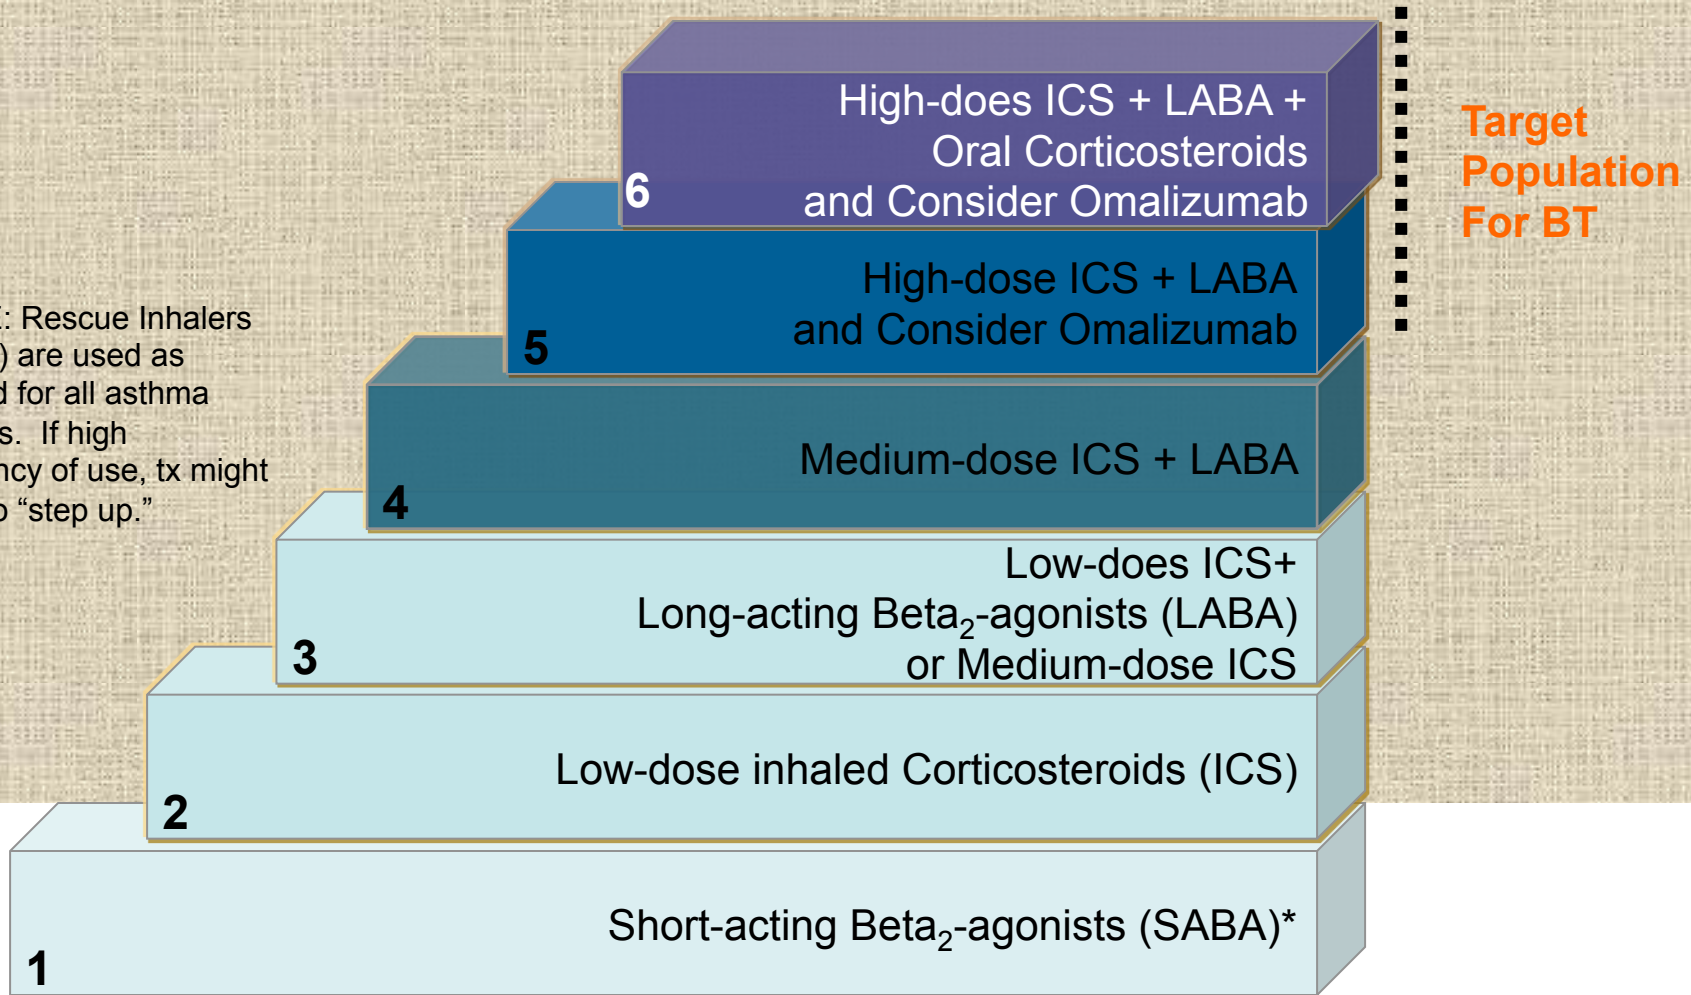 High-does ICS + LABA +
Oral Corticosteroids
and Consider Omalizumab
6
Target
Population
For BT
High-dose ICS + LABA
and Consider Omalizumab
5
: Rescue Inhalers
) are used as
for all asthma
If high
of use, tx might
“step up.”
Medium-dose ICS + LABA
4
Low-does ICS+
Long-acting Beta₂-agonists (LABA)
or Medium-dose ICS
3
Low-dose inhaled Corticosteroids (ICS)
2
Short-acting Beta₂-agonists (SABA)*
1